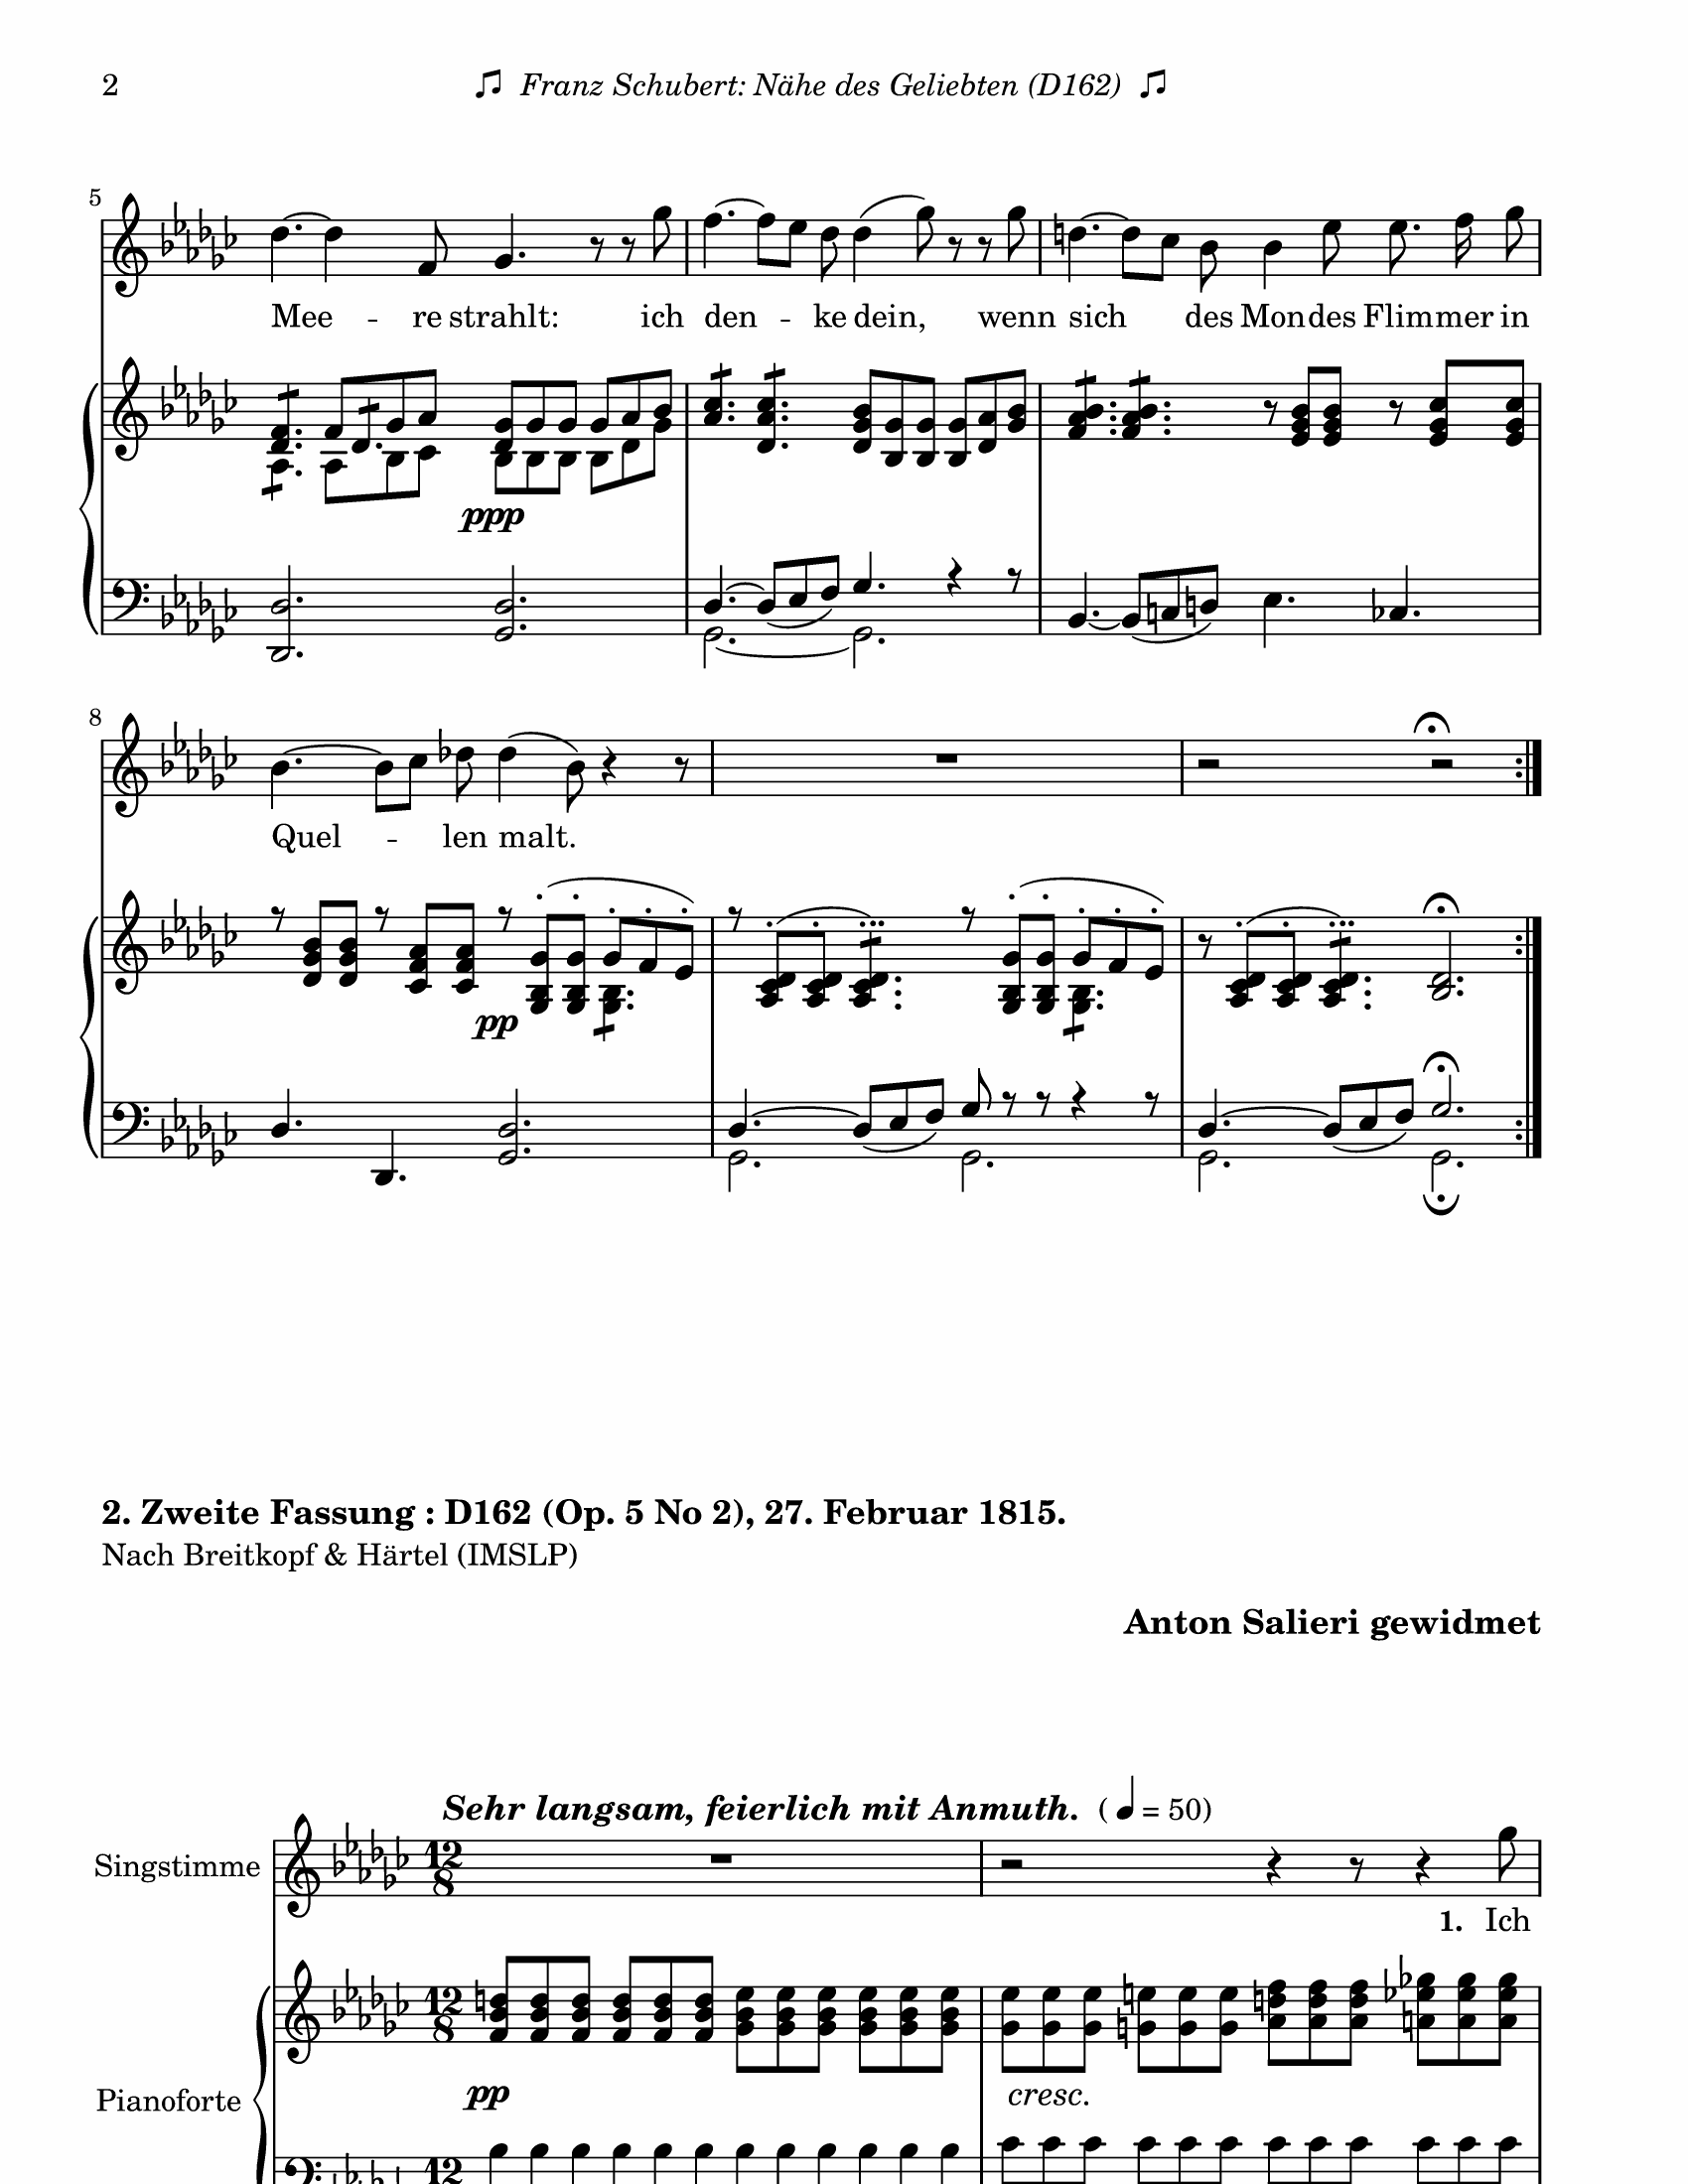 2
Franz Schubert: Nähe des Geliebten (D162)
5
Mee -- re strahlt: ich den -- ke dein, wenn sich des Mondes Flimmer in
ppp
8
Quel -- len malt.
pp
2. Zweite Fassung : D162 (Op. 5 No 2), 27. Februar 1815.
Nach Breitkopf & Härtel (IMSLP)
Anton Salieri gewidmet
Sehr langsam, feierlich mit Anmuth. (♩ = 50)
Singstimme
12
8
1. Ich
12
8
pp cresc.
Pianoforte
12